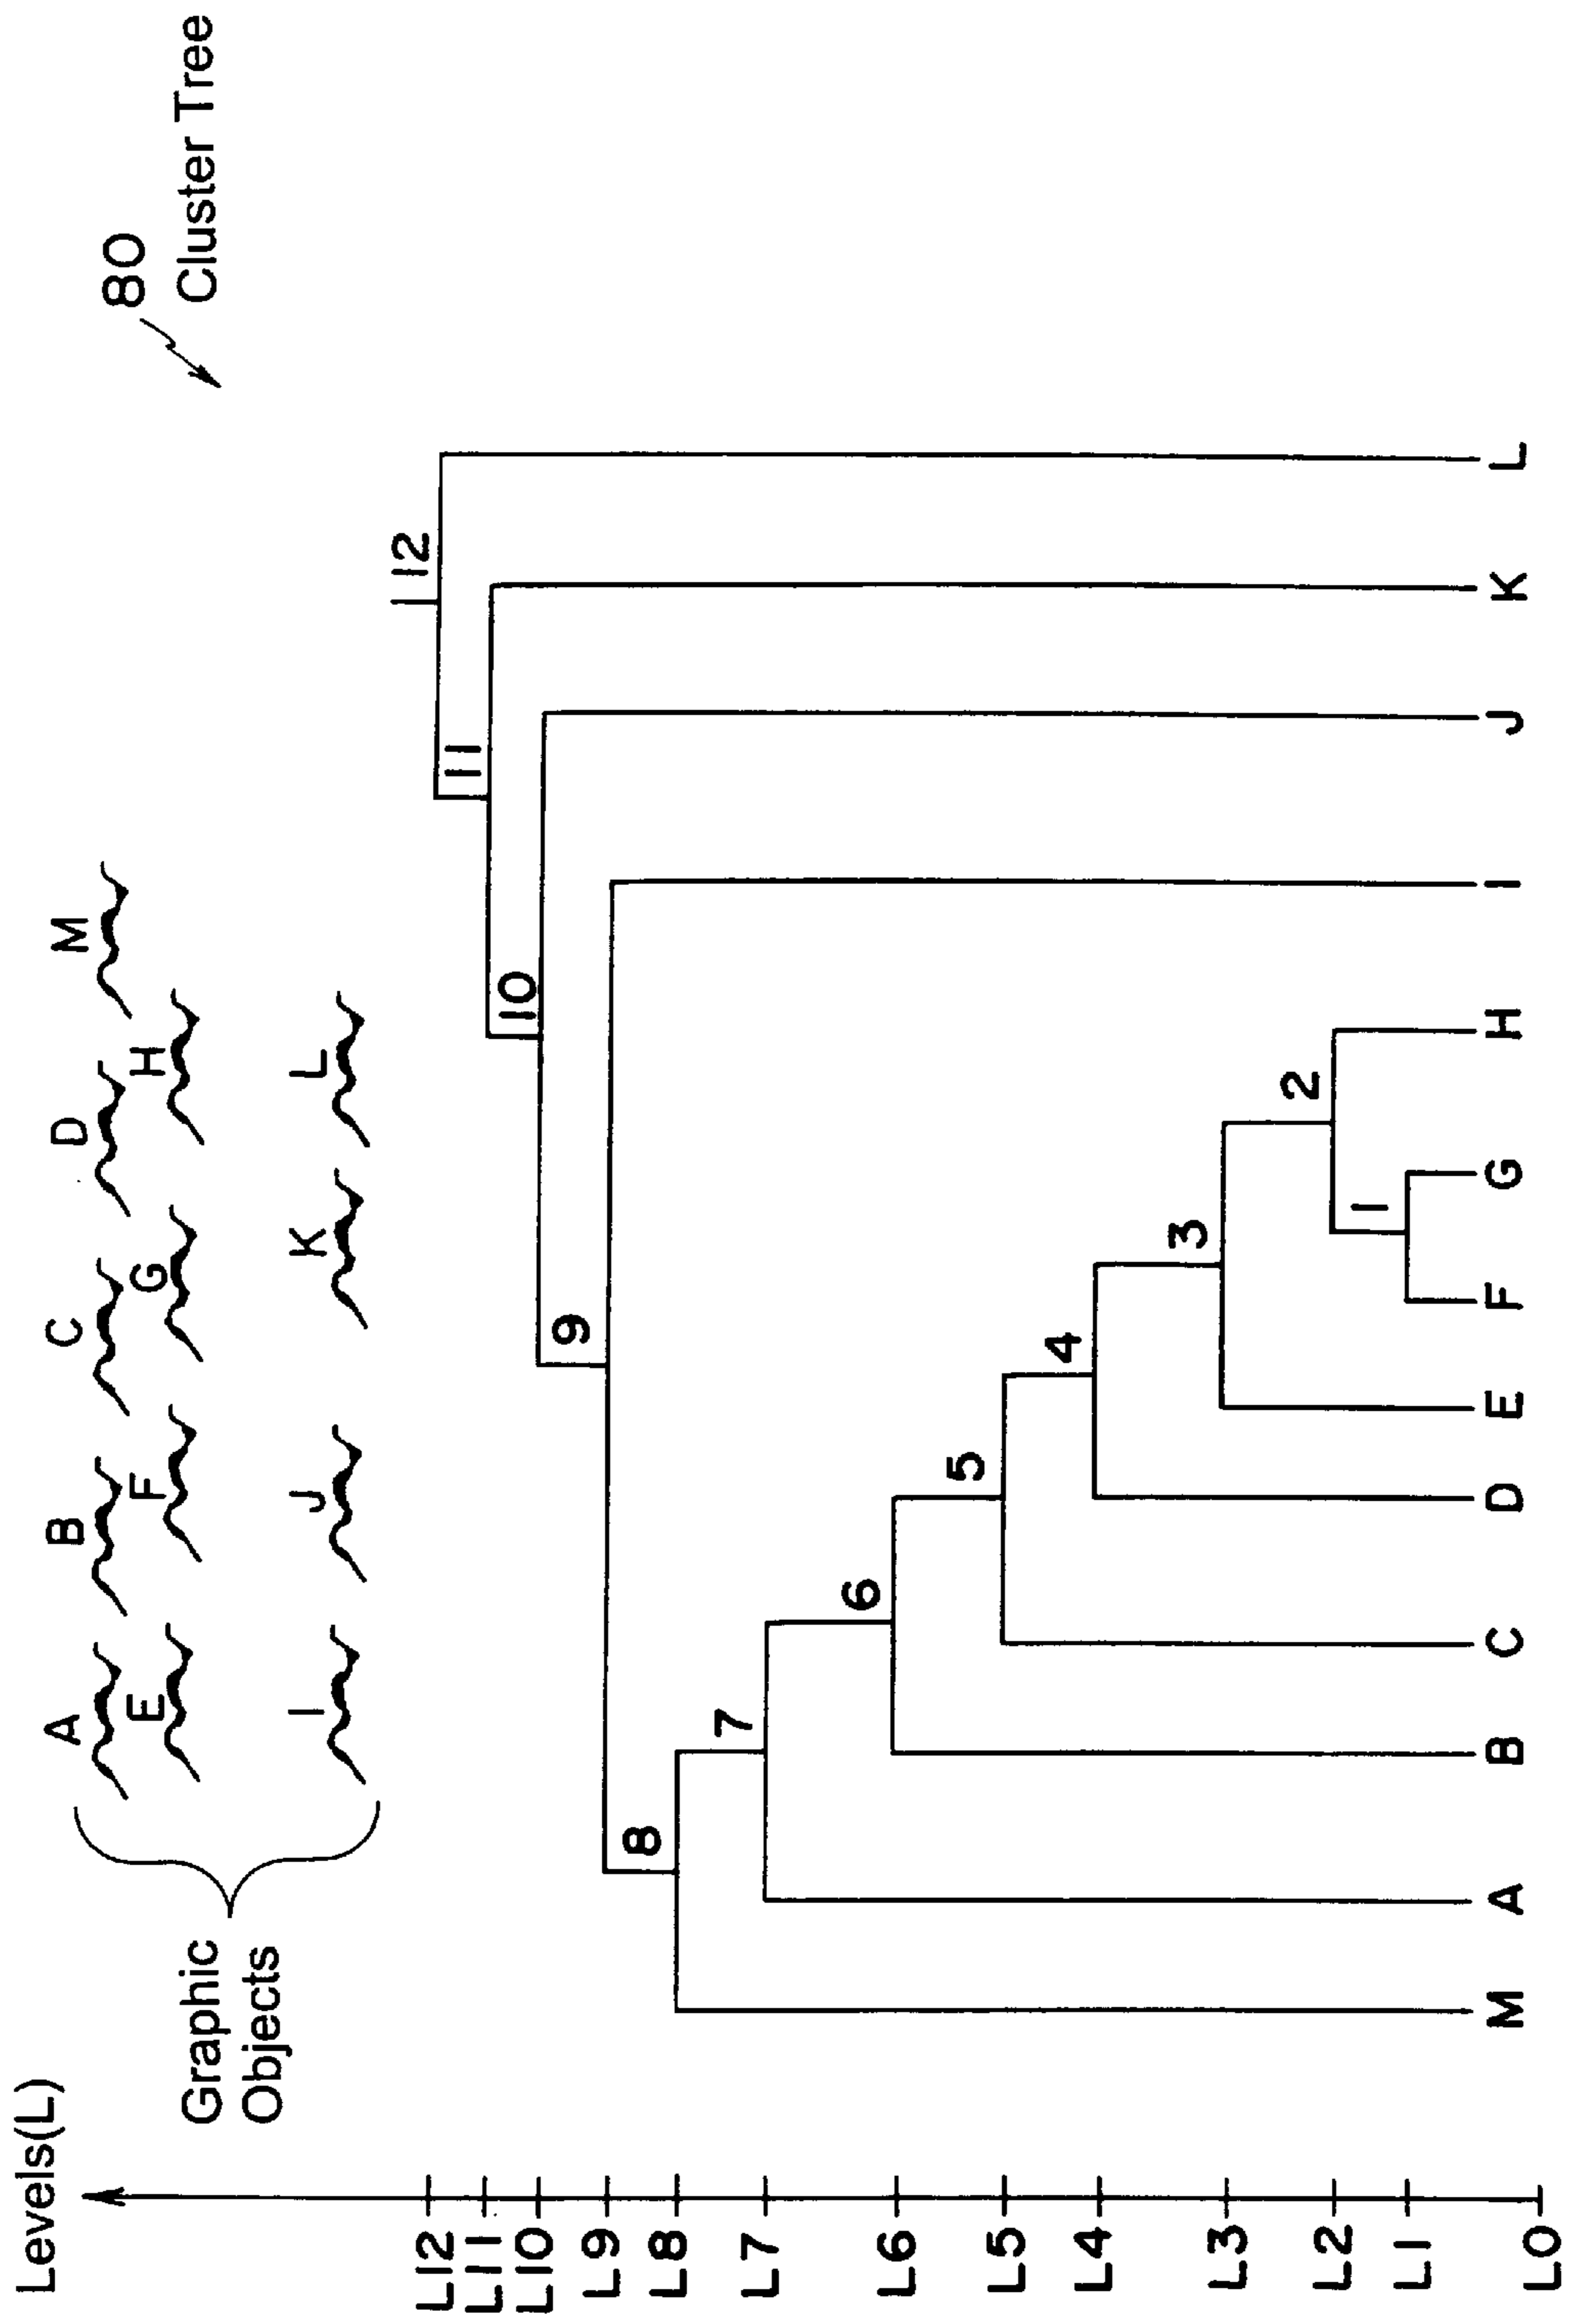 Levels(L)
80
Cluster Tree
Graphic
Objects
A B C D M
E F G H
I J K L
L12
L11
L10
L9
L8
L7
L6
L5
L4
L3
L2
L1
L0
12
11
10
9
8
7
6
5
4
3
2
1
M A B C D E F G H I J K L